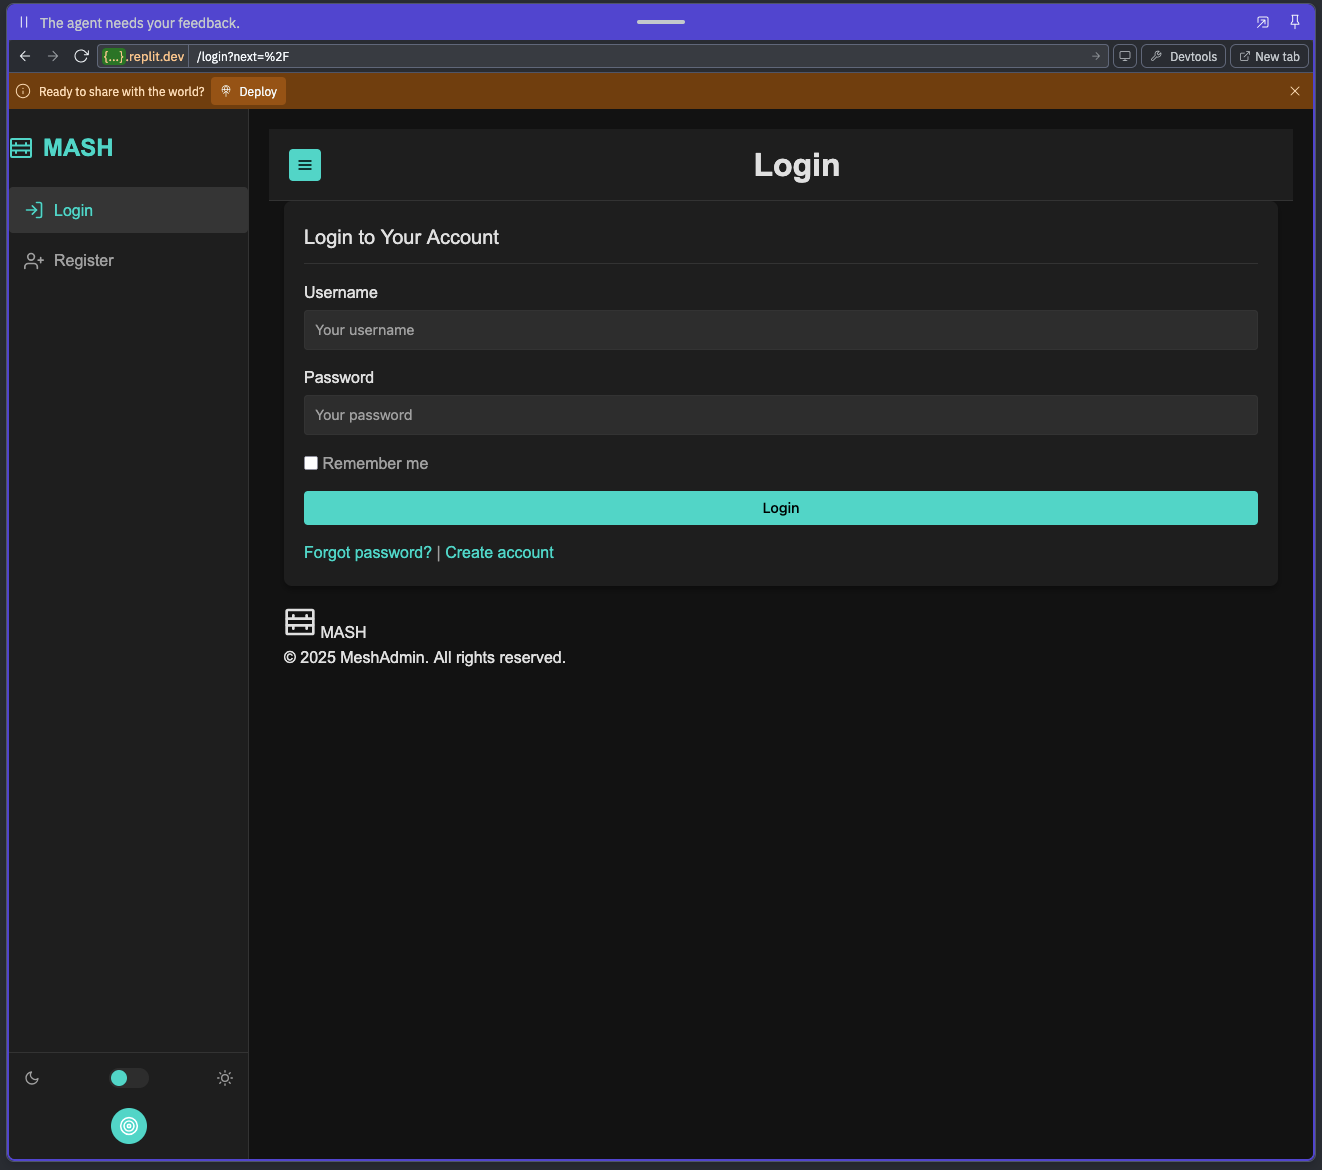 The agent needs your feedback.
{...}.replit.dev /login?next=%2F Devtools New tab
Ready to share with the world? Deploy
MASH
Login
Register
Login
Login to Your Account
Username
Your username
Password
Your password
Remember me
Login
Forgot password? | Create account
MASH
© 2025 MeshAdmin. All rights reserved.